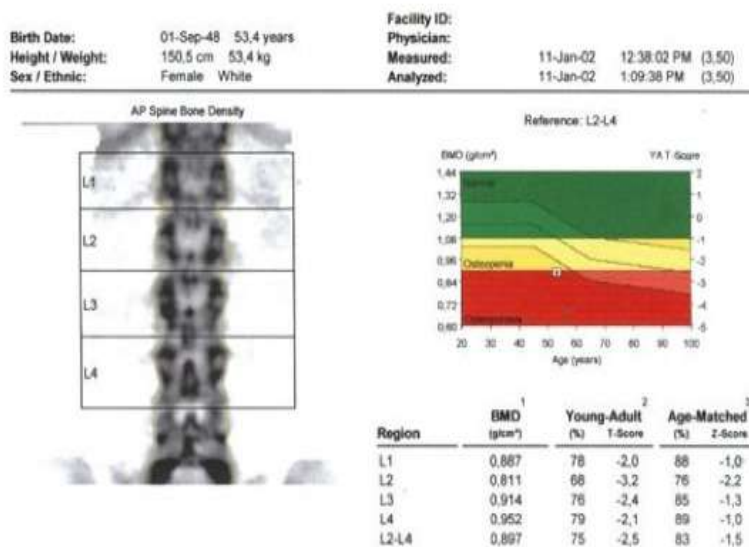 Facility ID:
Birth Date: 01-Sep-48 53,4 years
Physician:
Height / Weight: 150,5 cm 53,4 kg
Measured: 11-Jan-02 12:38:02 PM (3,50)
Sex / Ethnic: Female White
Analyzed: 11-Jan-02 1:09:38 PM (3,50)
AP Spine Bone Density
L1
L2
L3
L4
Reference: L2-L4
BMD (g/cm²) YA T-Score
1,44 2
1,32 1
1,20 0
1,08 -1
0,96 -2
0,84 -3
0,72 -4
0,60 -5
Normal
Osteopenia
20 30 40 50 60 70 80 90 100
Age (years)
1 2 3
BMD Young-Adult Age-Matched
Region (g/cm²) (%) T-Score (%) Z-Score
L1 0,887 78 -2,0 88 -1,0
L2 0,811 68 -3,2 76 -2,2
L3 0,914 76 -2,4 85 -1,3
L4 0,952 79 -2,1 89 -1,0
L2-L4 0,897 75 -2,5 83 -1,5